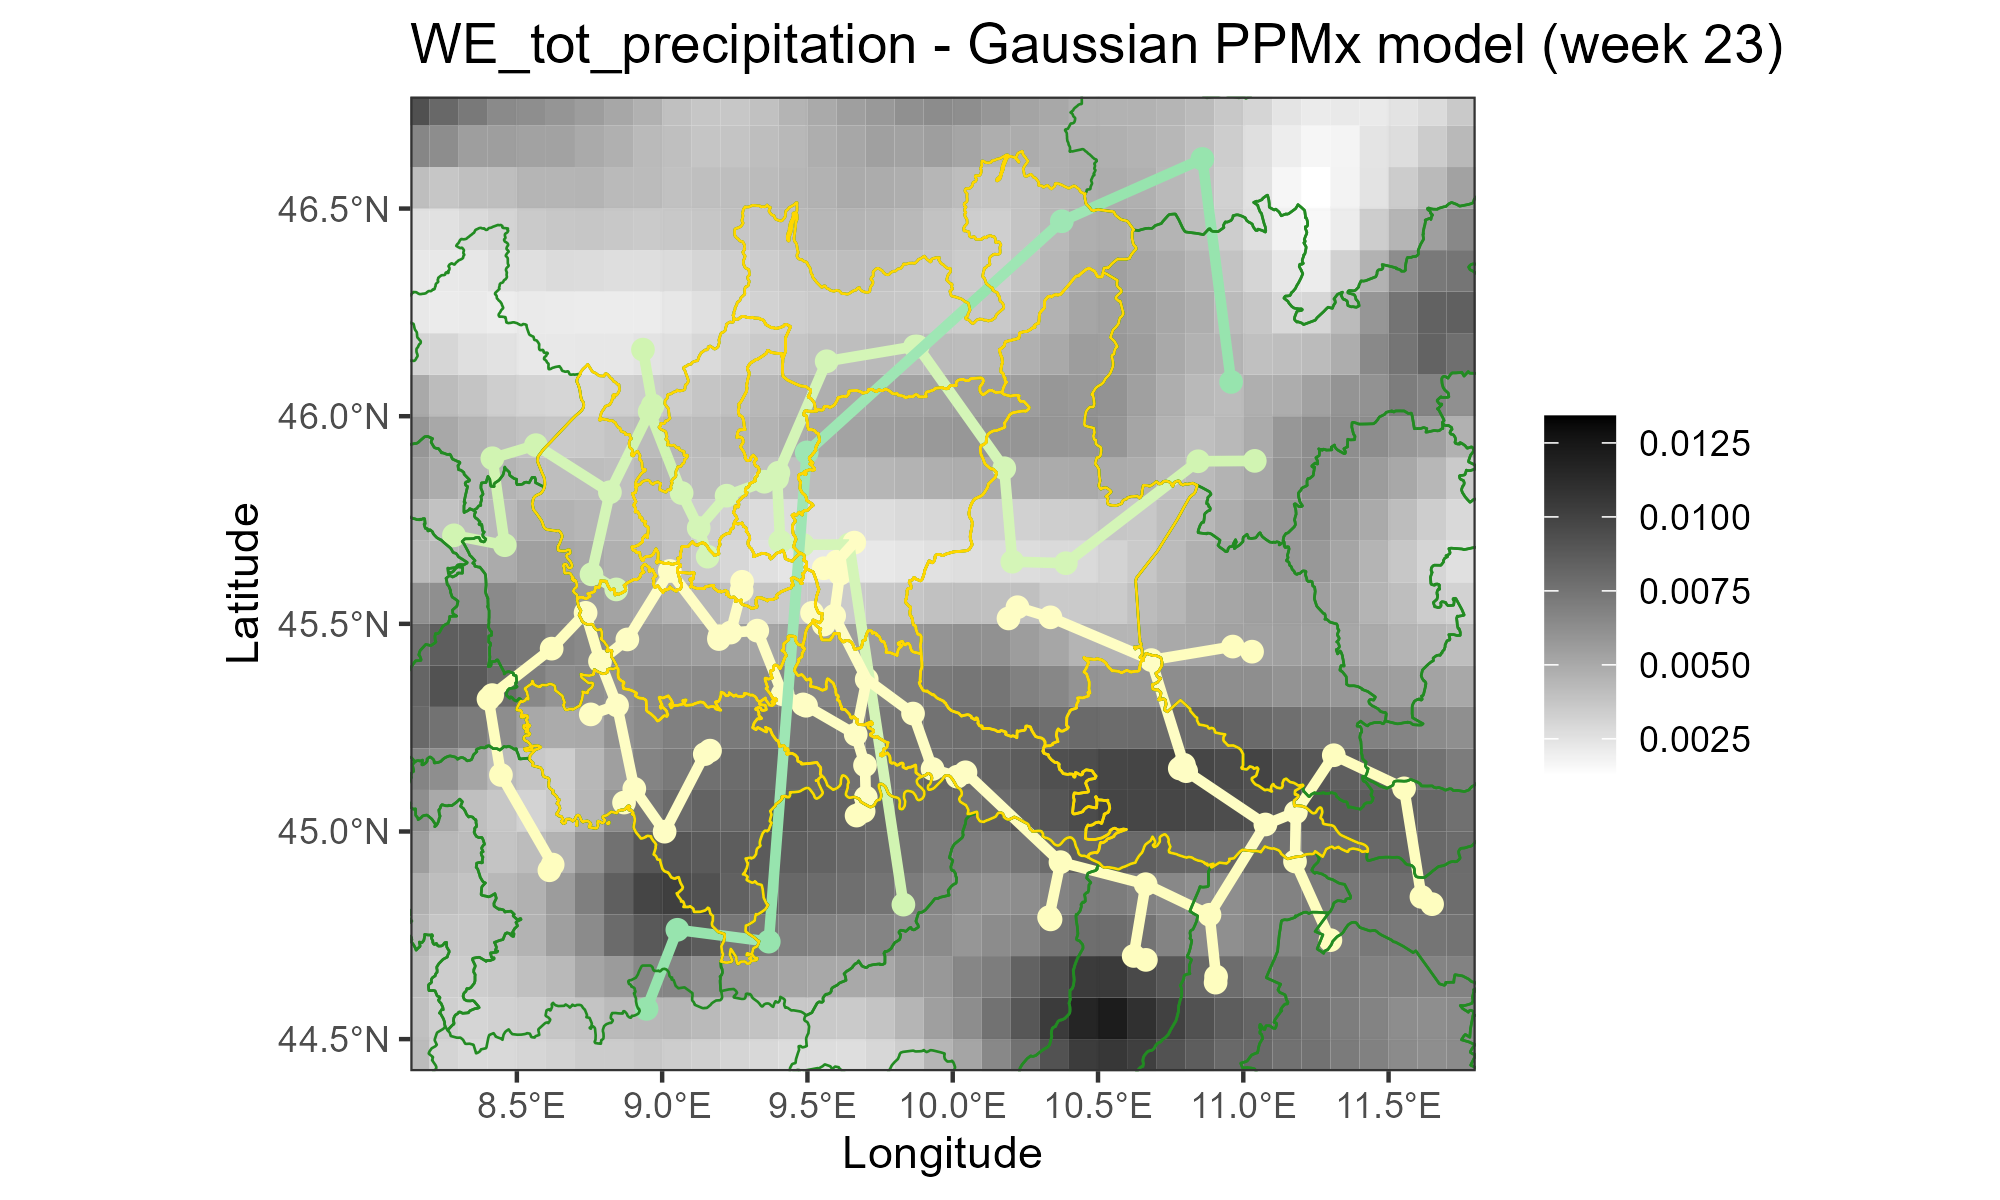 WE_tot_precipitation - Gaussian PPMx model (week 23)
46.5°N
46.0°N
45.5°N
45.0°N
44.5°N
Latitude
8.5°E
9.0°E
9.5°E
10.0°E
10.5°E
11.0°E
11.5°E
Longitude
0.0125
0.0100
0.0075
0.0050
0.0025